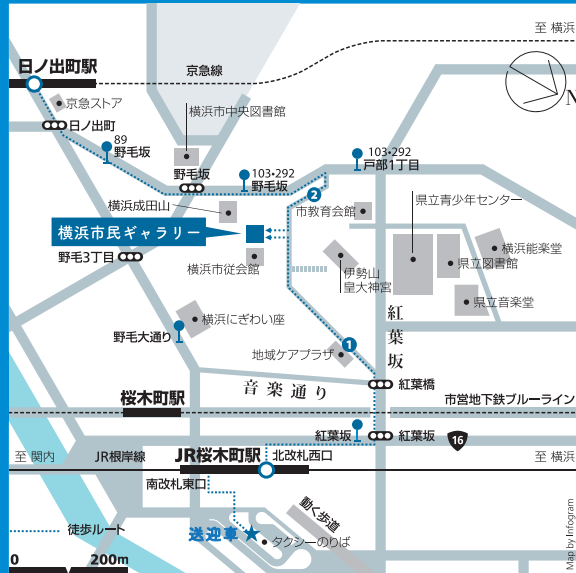 至 横浜
日ノ出町駅
京急線
N
京急ストア
横浜市中央図書館
日ノ出町
89
野毛坂
103・292
戸部1丁目
野毛坂
103・292
野毛坂
2
県立青少年センター
横浜成田山
市教育会館
横浜市民ギャラリー
横浜能楽堂
県立図書館
野毛3丁目
横浜市従会館
伊勢山
皇大神宮
県立音楽堂
横浜にぎわい座
紅葉坂
野毛大通り
1
地域ケアプラザ
音楽通り
紅葉橋
桜木町駅
市営地下鉄ブルーライン
紅葉坂
紅葉坂
16
至 関内
JR根岸線
JR桜木町駅
北改札西口
至 横浜
南改札東口
動く歩道
徒歩ルート
送迎車
タクシーのりば
0
200m
Map by Infogram